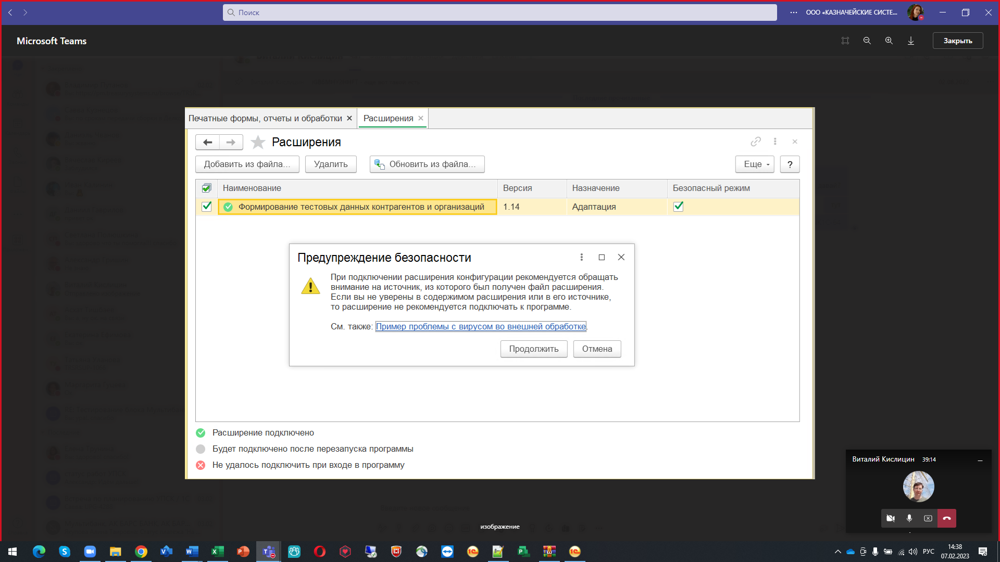 Поиск
ООО «КАЗНАЧЕЙСКИЕ СИСТЕ...
Microsoft Teams
Закрыть
Печатные формы, отчеты и обработки
Расширения
Расширения
Добавить из файла...
Удалить
Обновить из файла...
Еще
?
Наименование
Версия
Назначение
Безопасный режим
Формирование тестовых данных контрагентов и организаций
1.14
Адаптация
Предупреждение безопасности
При подключении расширения конфигурации рекомендуется обращать
внимание на источник, из которого был получен файл расширения.
Если вы не уверены в содержимом расширения или в его источнике,
то расширение не рекомендуется подключать к программе.
См. также: Пример проблемы с вирусом во внешней обработке.
Продолжить
Отмена
Расширение подключено
Будет подключено после перезапуска программы
Не удалось подключить при входе в программу
Виталий Кислицин
39:14
изображение
РУС
14:38
07.02.2023